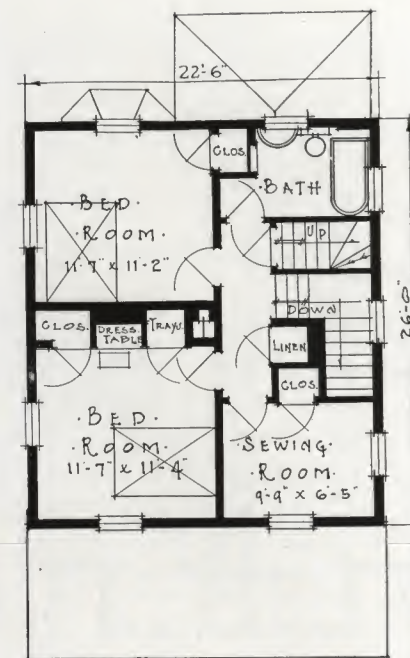 22'-6"
CLOS.
·BATH·
·BED·
ROOM·
11'-7" x 11'-2"
UP
DOWN
26'-0"
CLOS.
DRESS.
TABLE
TRAYS.
LINEN
CLOS.
·BED·
ROOM·
11'-7" x 11'-4"
·SEWING·
ROOM·
9'-9" x 6'-5"